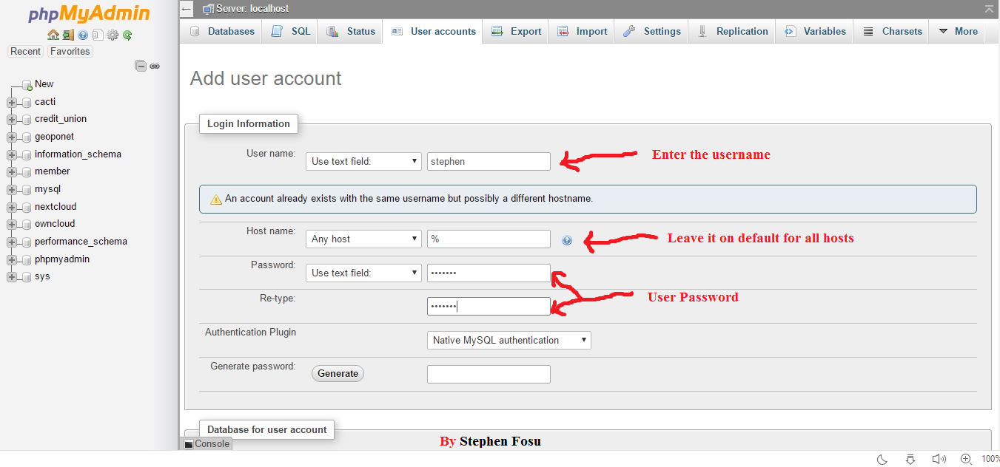 phpMyAdmin
Recent Favorites
New
cacti
credit_union
geoponet
information_schema
member
mysql
nextcloud
owncloud
performance_schema
phpmyadmin
sys
Server: localhost
Databases SQL Status User accounts Export Import Settings Replication Variables Charsets More
Add user account
Login Information
User name: Use text field: stephen Enter the username
An account already exists with the same username but possibly a different hostname.
Host name: Any host % Leave it on default for all hosts
Password: Use text field: •••••••
User Password
Re-type: •••••••
Authentication Plugin Native MySQL authentication
Generate password: Generate
Database for user account
Console
By Stephen Fosu
100%